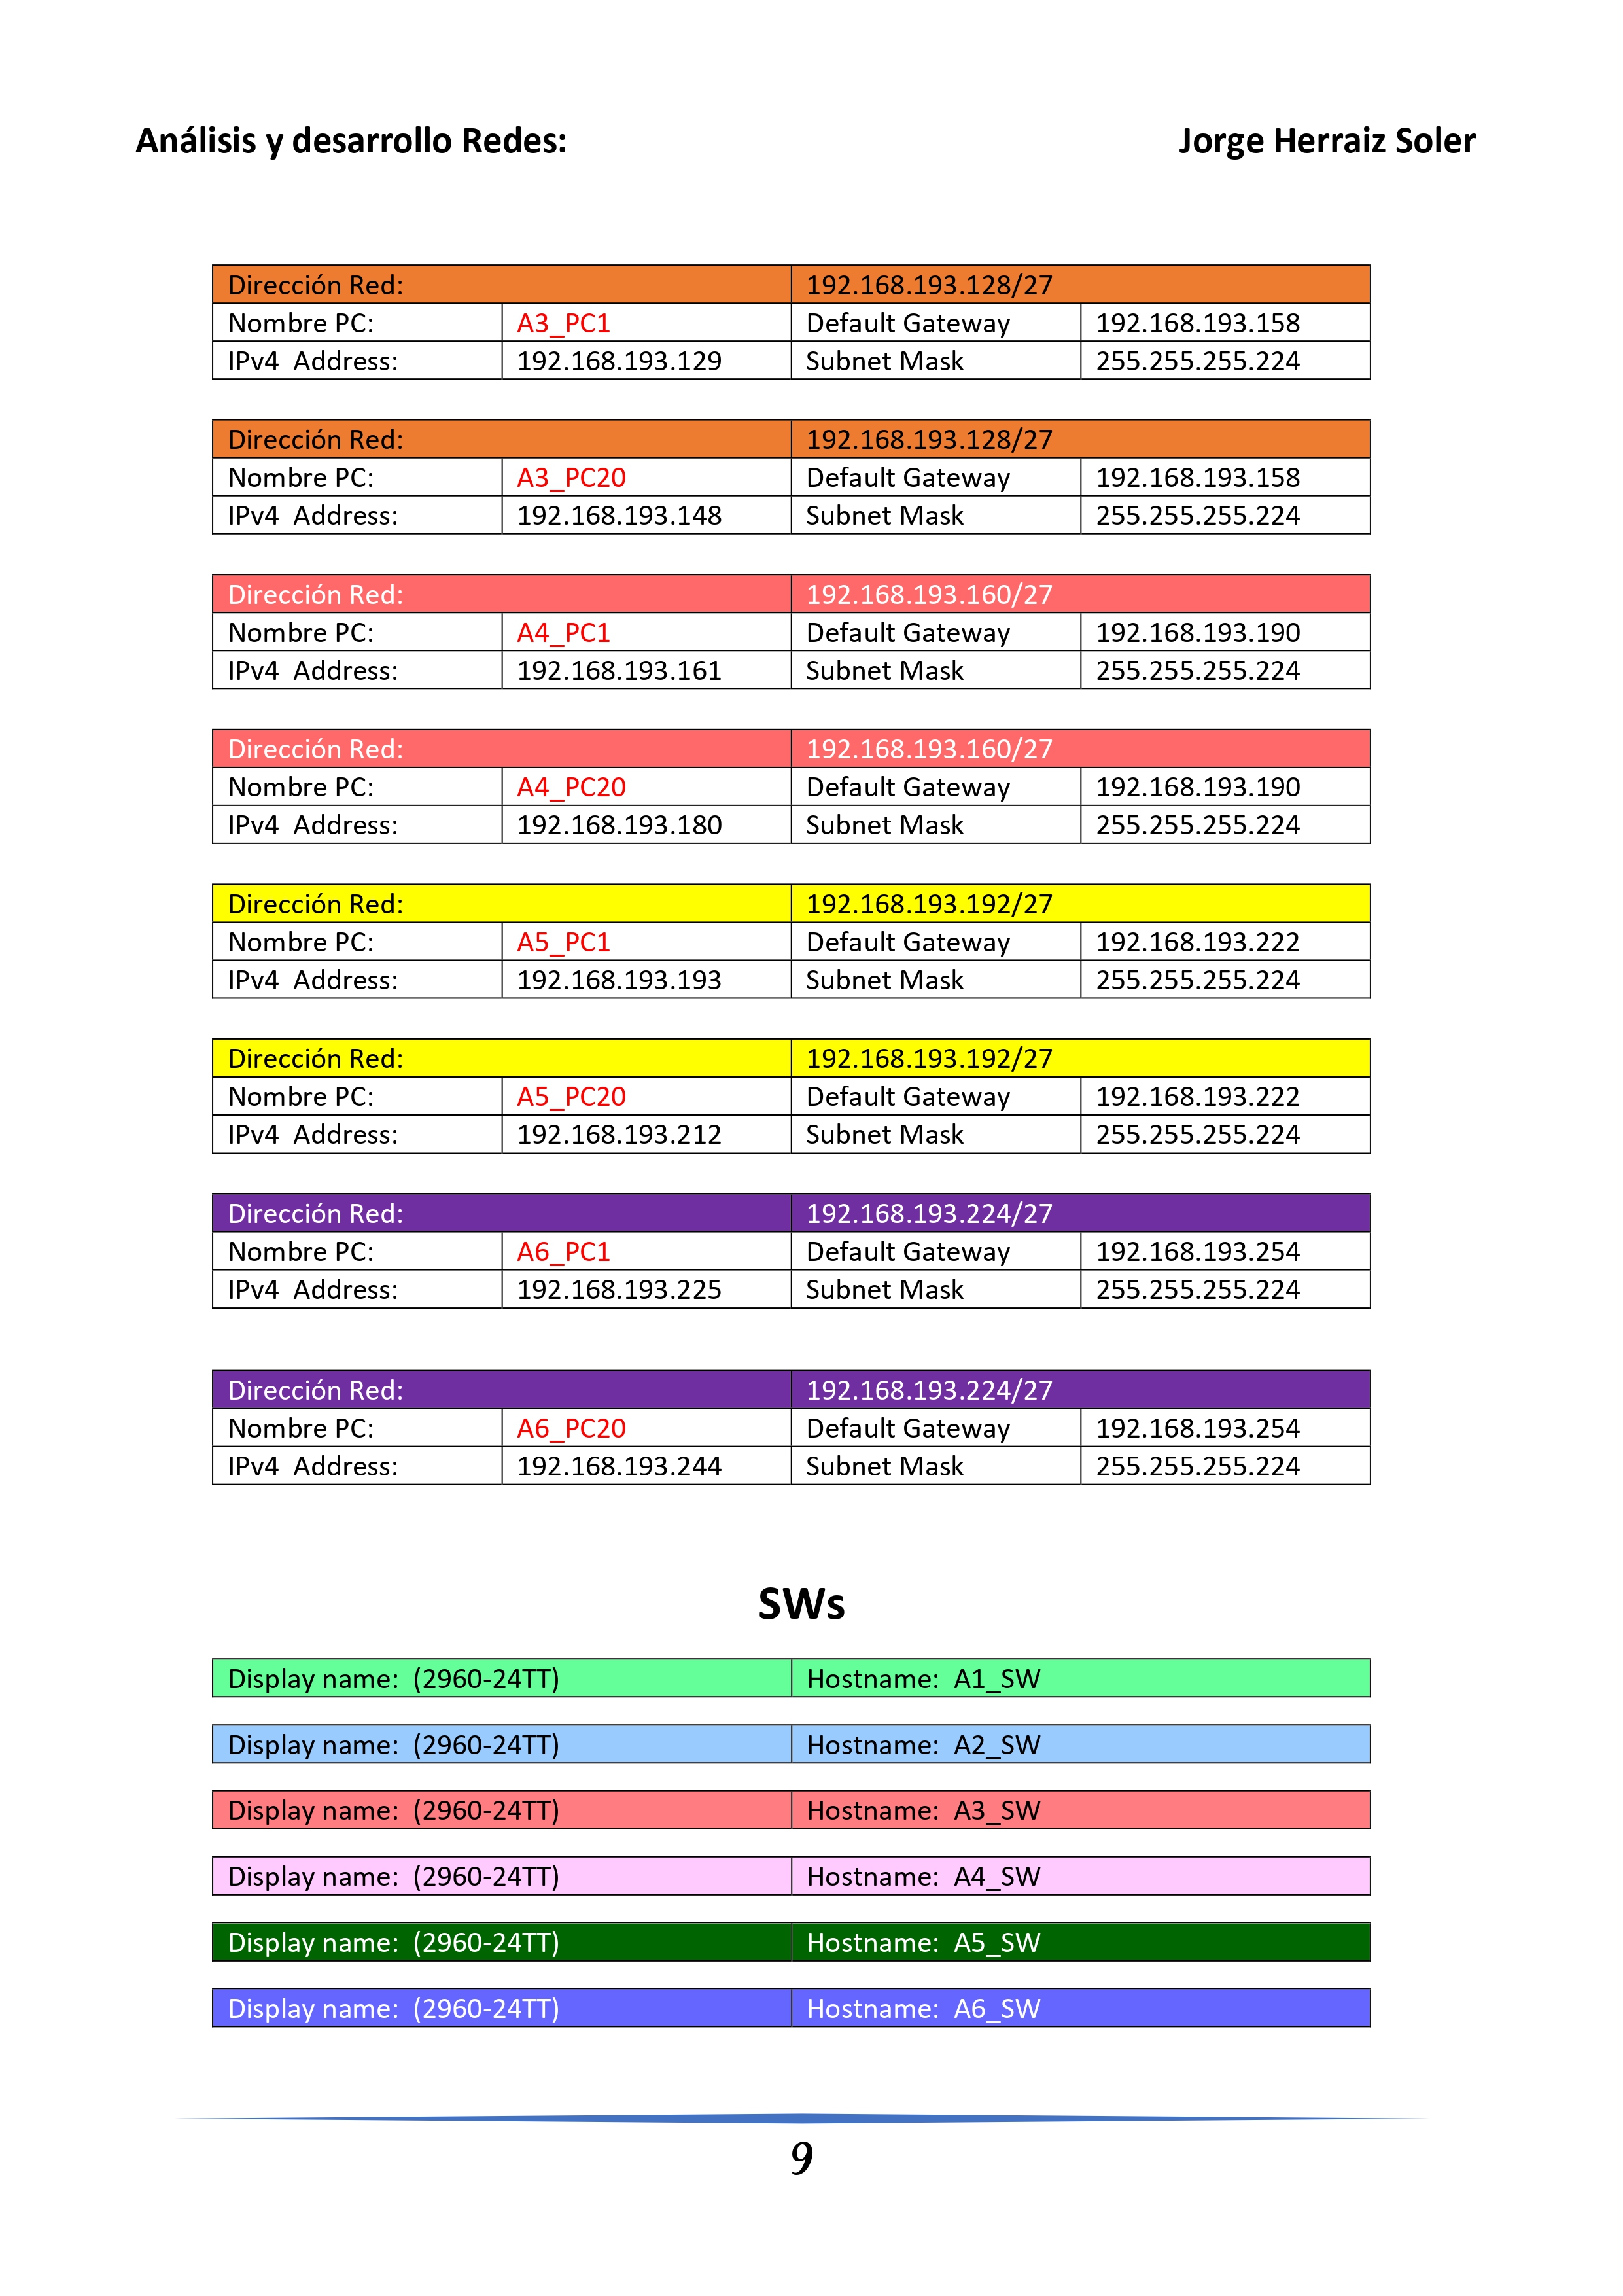 Análisis y desarrollo Redes: Jorge Herraiz Soler
Dirección Red: 192.168.193.128/27
Nombre PC: A3_PC1 Default Gateway 192.168.193.158
IPv4 Address: 192.168.193.129 Subnet Mask 255.255.255.224
Dirección Red: 192.168.193.128/27
Nombre PC: A3_PC20 Default Gateway 192.168.193.158
IPv4 Address: 192.168.193.148 Subnet Mask 255.255.255.224
Dirección Red: 192.168.193.160/27
Nombre PC: A4_PC1 Default Gateway 192.168.193.190
IPv4 Address: 192.168.193.161 Subnet Mask 255.255.255.224
Dirección Red: 192.168.193.160/27
Nombre PC: A4_PC20 Default Gateway 192.168.193.190
IPv4 Address: 192.168.193.180 Subnet Mask 255.255.255.224
Dirección Red: 192.168.193.192/27
Nombre PC: A5_PC1 Default Gateway 192.168.193.222
IPv4 Address: 192.168.193.193 Subnet Mask 255.255.255.224
Dirección Red: 192.168.193.192/27
Nombre PC: A5_PC20 Default Gateway 192.168.193.222
IPv4 Address: 192.168.193.212 Subnet Mask 255.255.255.224
Dirección Red: 192.168.193.224/27
Nombre PC: A6_PC1 Default Gateway 192.168.193.254
IPv4 Address: 192.168.193.225 Subnet Mask 255.255.255.224
Dirección Red: 192.168.193.224/27
Nombre PC: A6_PC20 Default Gateway 192.168.193.254
IPv4 Address: 192.168.193.244 Subnet Mask 255.255.255.224
SWs
Display name: (2960-24TT) Hostname: A1_SW
Display name: (2960-24TT) Hostname: A2_SW
Display name: (2960-24TT) Hostname: A3_SW
Display name: (2960-24TT) Hostname: A4_SW
Display name: (2960-24TT) Hostname: A5_SW
Display name: (2960-24TT) Hostname: A6_SW
9